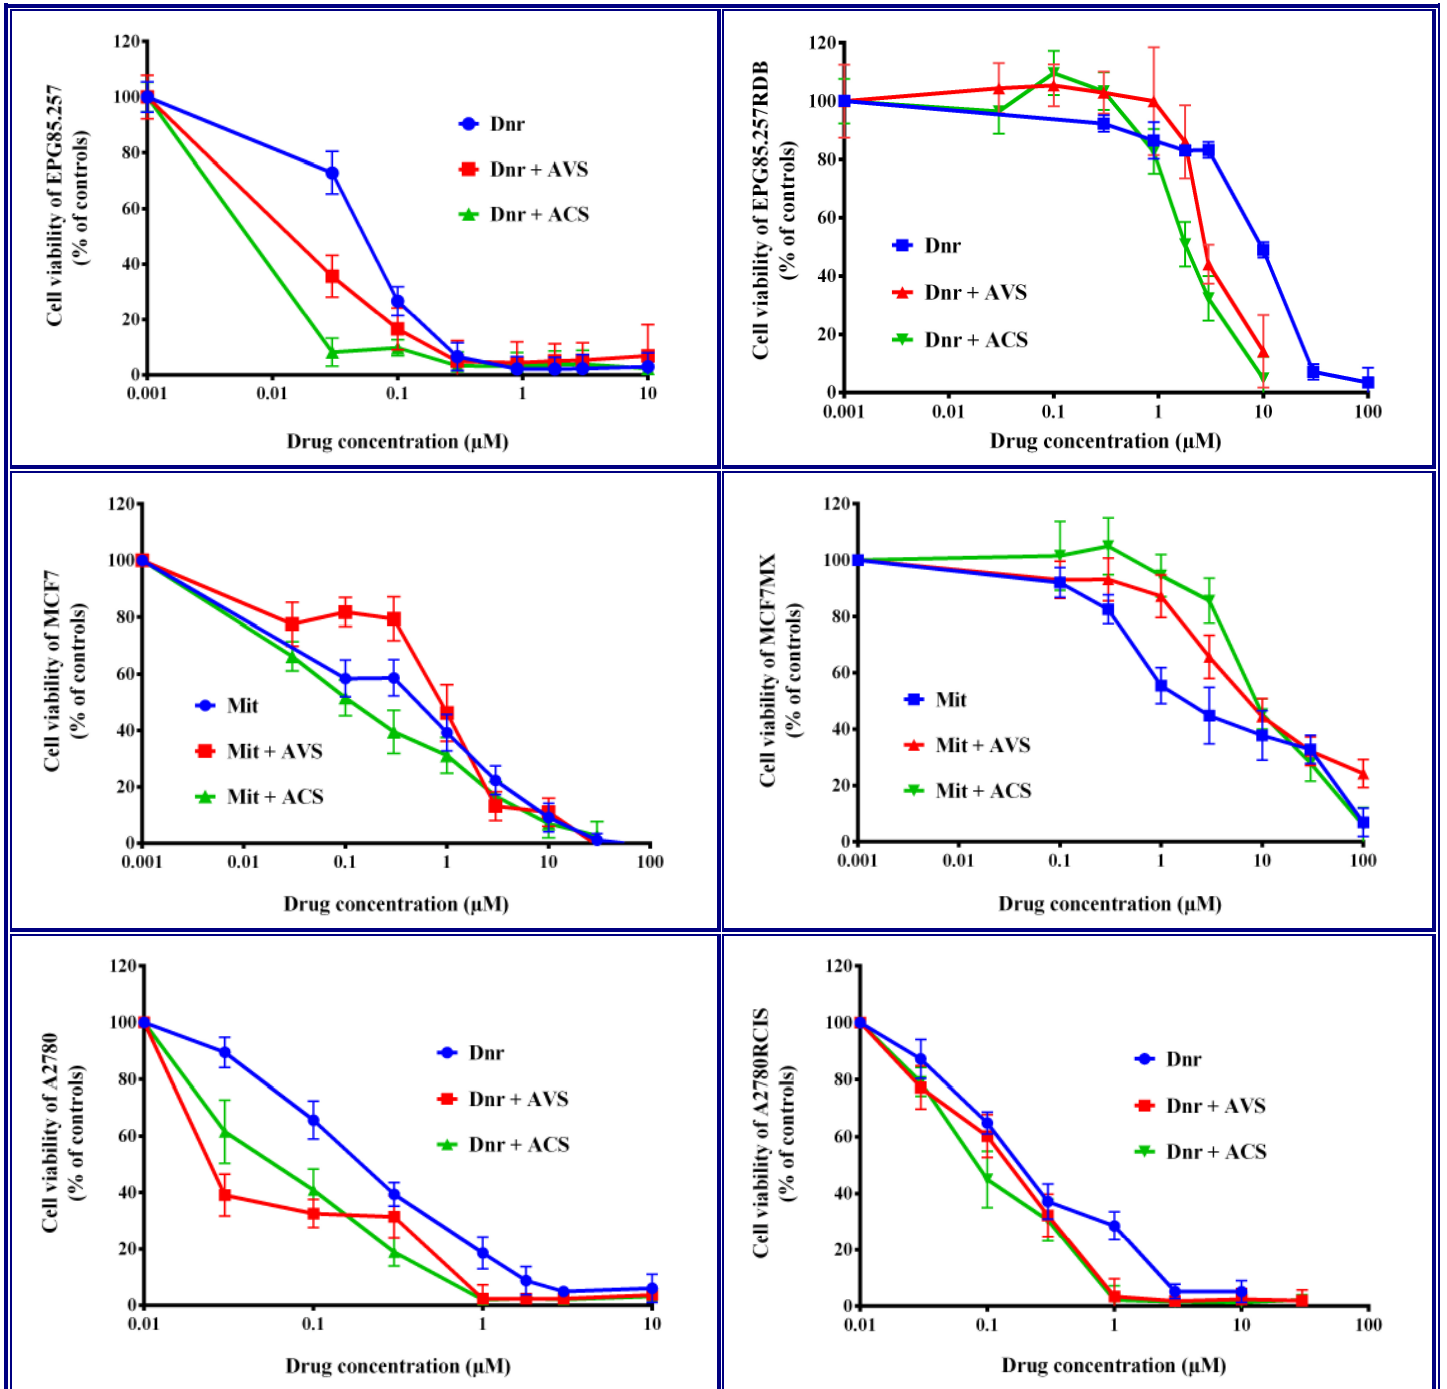 Cell viability of EPG85.257
(% of controls)
120
100
80
60
40
20
0
0.001
0.01
0.1
1
10
Drug concentration (µM)
Dnr
Dnr + AVS
Dnr + ACS
Cell viability of EPG85.257RDB
(% of controls)
120
100
80
60
40
20
0
0.001
0.01
0.1
1
10
100
Drug concentration (µM)
Dnr
Dnr + AVS
Dnr + ACS
Cell viability of MCF7
(% of controls)
120
100
80
60
40
20
0
0.001
0.01
0.1
1
10
100
Drug concentration (µM)
Mit
Mit + AVS
Mit + ACS
Cell viability of MCF7MX
(% of controls)
120
100
80
60
40
20
0
0.001
0.01
0.1
1
10
100
Drug concentration (µM)
Mit
Mit + AVS
Mit + ACS
Cell viability of A2780
(% of controls)
120
100
80
60
40
20
0
0.01
0.1
1
10
Drug concentration (µM)
Dnr
Dnr + AVS
Dnr + ACS
Cell viability of A2780RCIS
(% of controls)
120
100
80
60
40
20
0
0.01
0.1
1
10
100
Drug concentration (µM)
Dnr
Dnr + AVS
Dnr + ACS